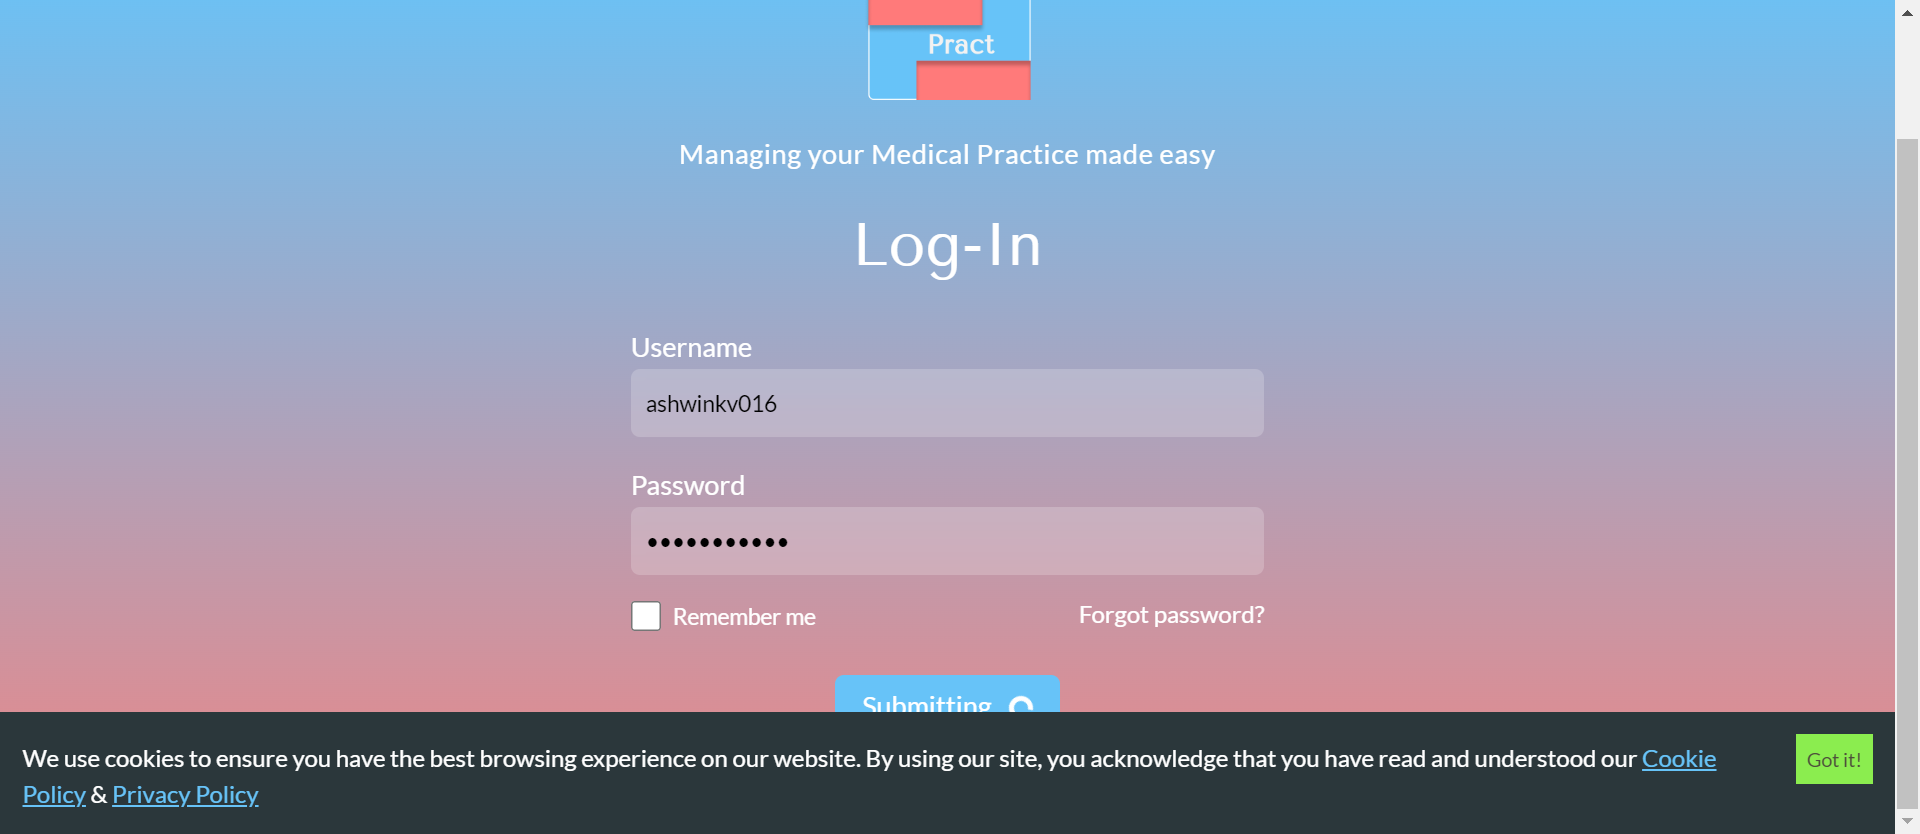 Pract
Managing your Medical Practice made easy
Log-In
Username
ashwinkv016
Password
•••••••••••
Remember me
Forgot password?
Submitting
We use cookies to ensure you have the best browsing experience on our website. By using our site, you acknowledge that you have read and understood our Cookie
Policy & Privacy Policy
Got it!